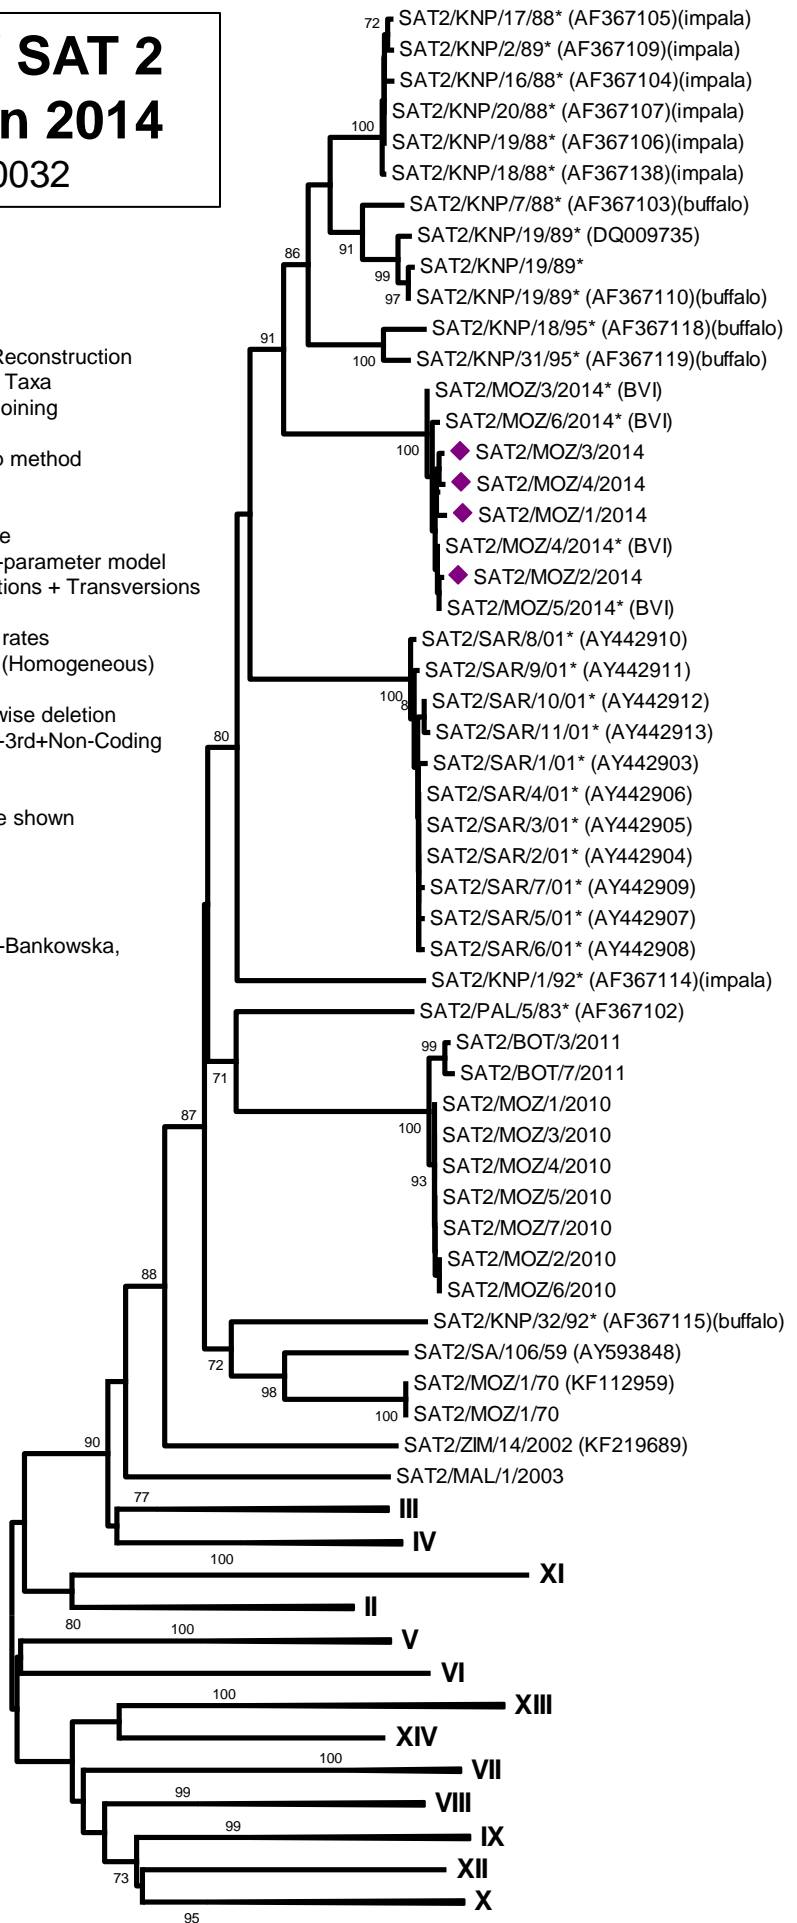 SAT 2
n 2014
0032
Reconstruction
Taxa
oining
o method
e
-parameter model
tions + Transversions
rates
(Homogeneous)
wise deletion
-3rd+Non-Coding
e shown
-Bankowska,
72
SAT2/KNP/17/88* (AF367105)(impala)
SAT2/KNP/2/89* (AF367109)(impala)
SAT2/KNP/16/88* (AF367104)(impala)
SAT2/KNP/20/88* (AF367107)(impala)
100
SAT2/KNP/19/88* (AF367106)(impala)
SAT2/KNP/18/88* (AF367138)(impala)
SAT2/KNP/7/88* (AF367103)(buffalo)
SAT2/KNP/19/89* (DQ009735)
91
86
SAT2/KNP/19/89*
99
SAT2/KNP/19/89* (AF367110)(buffalo)
97
SAT2/KNP/18/95* (AF367118)(buffalo)
91
SAT2/KNP/31/95* (AF367119)(buffalo)
100
SAT2/MOZ/3/2014* (BVI)
SAT2/MOZ/6/2014* (BVI)
100
SAT2/MOZ/3/2014
SAT2/MOZ/4/2014
SAT2/MOZ/1/2014
SAT2/MOZ/4/2014* (BVI)
SAT2/MOZ/2/2014
SAT2/MOZ/5/2014* (BVI)
SAT2/SAR/8/01* (AY442910)
SAT2/SAR/9/01* (AY442911)
100
SAT2/SAR/10/01* (AY442912)
SAT2/SAR/11/01* (AY442913)
80
SAT2/SAR/1/01* (AY442903)
SAT2/SAR/4/01* (AY442906)
SAT2/SAR/3/01* (AY442905)
SAT2/SAR/2/01* (AY442904)
SAT2/SAR/7/01* (AY442909)
SAT2/SAR/5/01* (AY442907)
SAT2/SAR/6/01* (AY442908)
SAT2/KNP/1/92* (AF367114)(impala)
SAT2/PAL/5/83* (AF367102)
99
SAT2/BOT/3/2011
SAT2/BOT/7/2011
71
SAT2/MOZ/1/2010
87
100
SAT2/MOZ/3/2010
SAT2/MOZ/4/2010
93
SAT2/MOZ/5/2010
SAT2/MOZ/7/2010
SAT2/MOZ/2/2010
88
SAT2/MOZ/6/2010
SAT2/KNP/32/92* (AF367115)(buffalo)
SAT2/SA/106/59 (AY593848)
72
SAT2/MOZ/1/70 (KF112959)
98
SAT2/MOZ/1/70
100
90
SAT2/ZIM/14/2002 (KF219689)
SAT2/MAL/1/2003
77
III
IV
100
XI
II
80
100
V
VI
100
XIII
XIV
100
VII
99
VIII
99
IX
73
XII
X
95